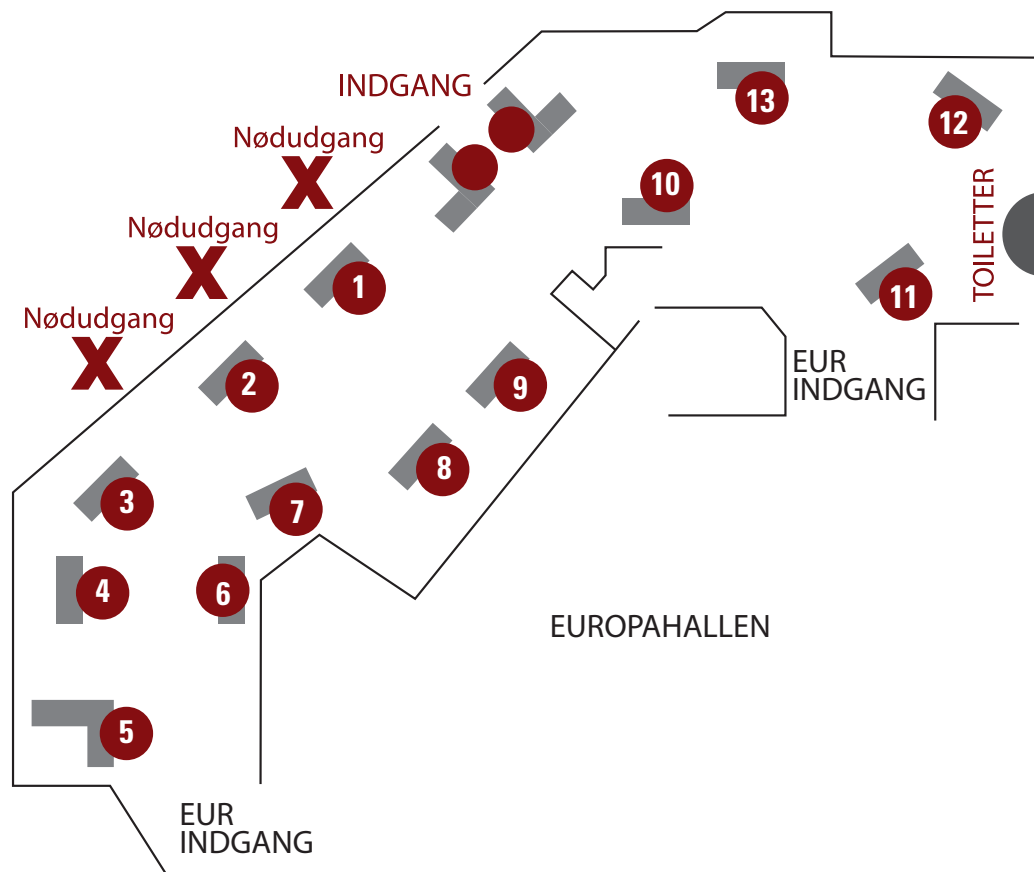 INDGANG
13
12
Nødudgang
X
10
TOILETTER
Nødudgang
X
1
11
Nødudgang
X
2
9
EUR
INDGANG
8
3
7
4
6
EUROPAHALLEN
5
EUR
INDGANG